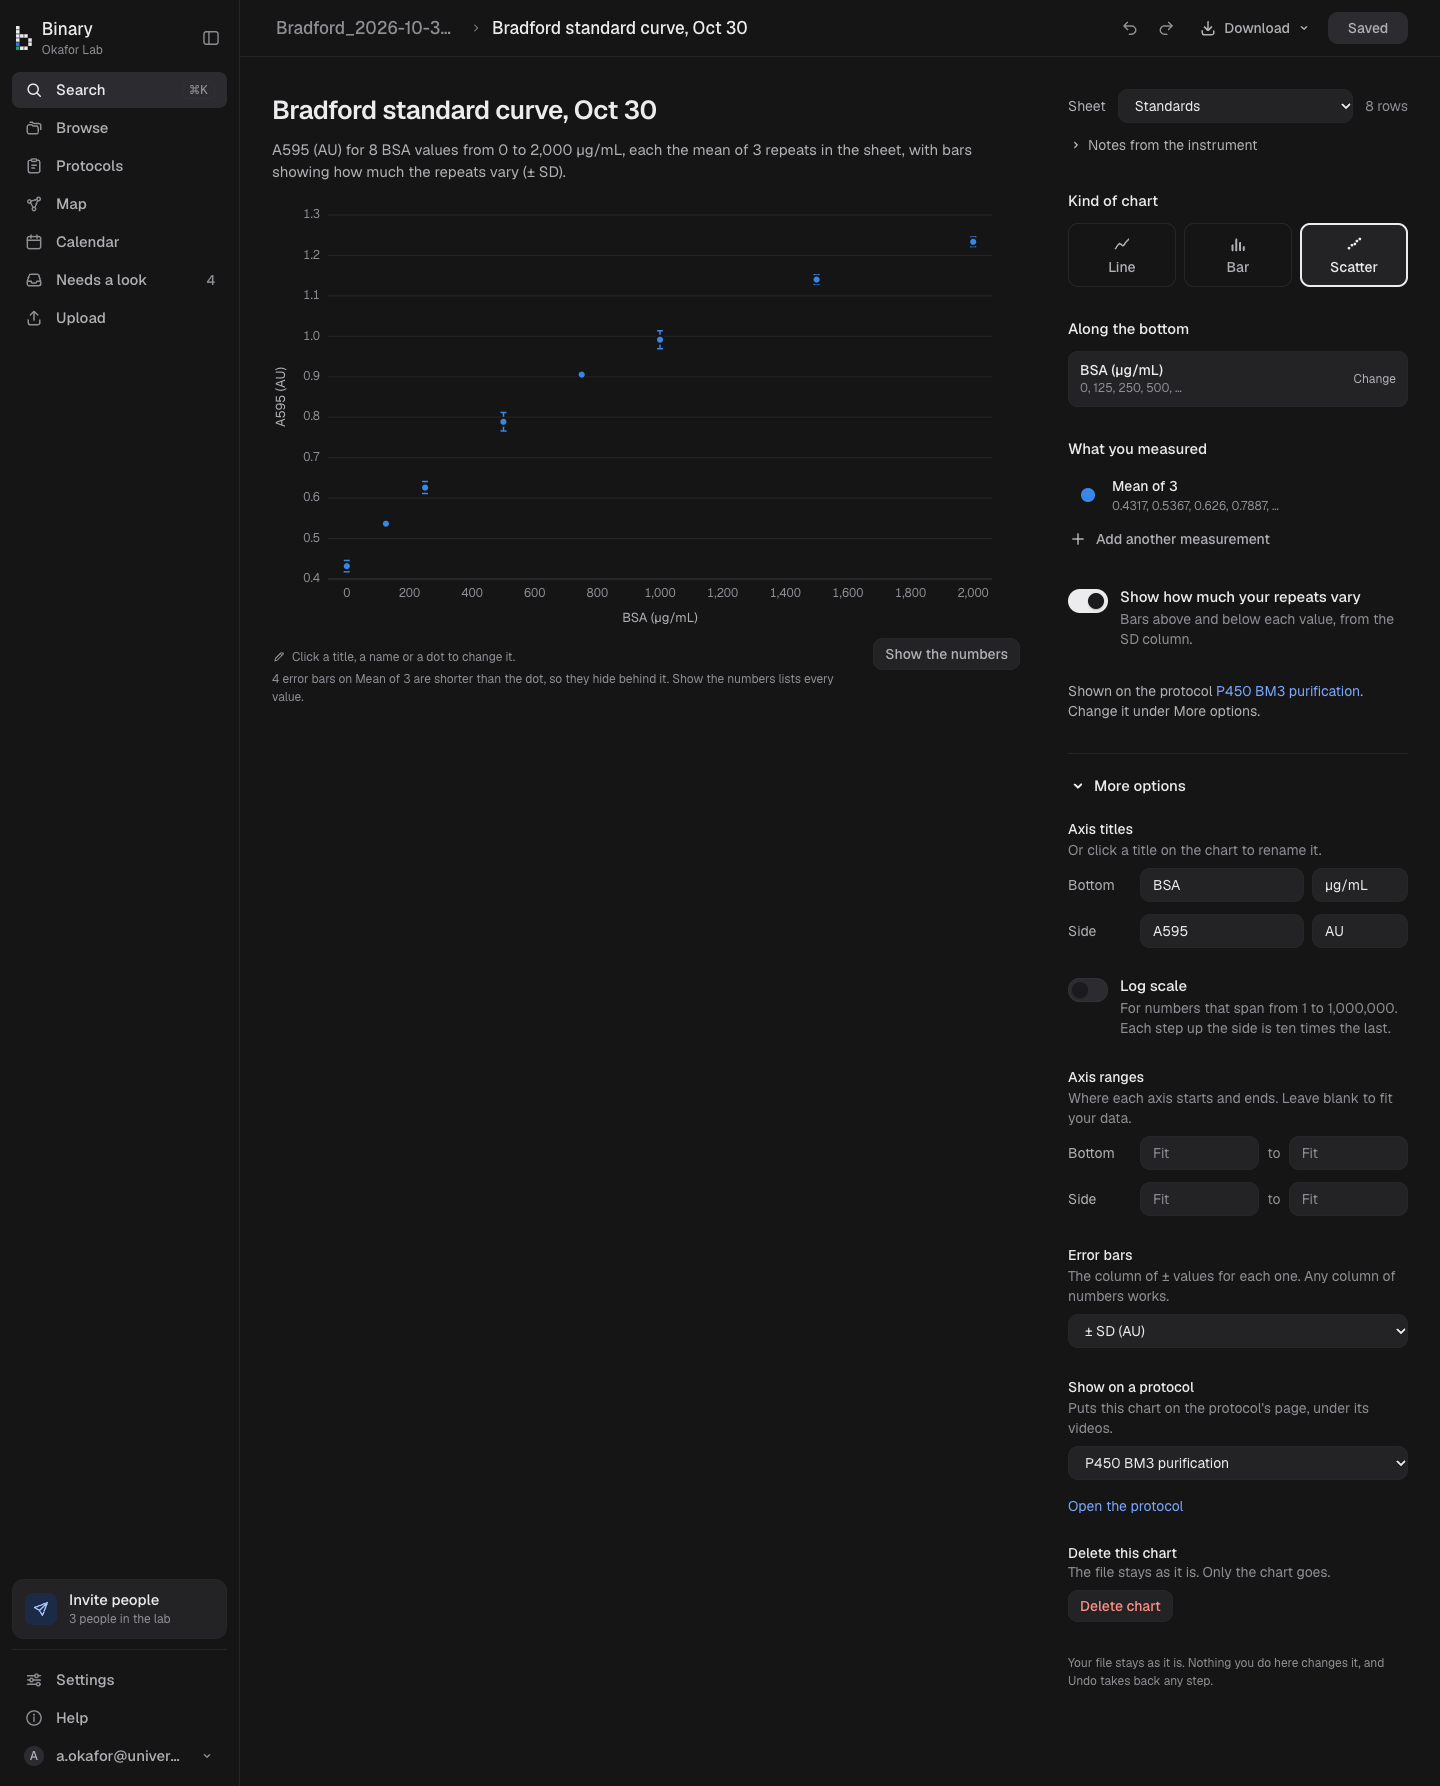 Binary
Okafor Lab
Search ⌘K
Browse
Protocols
Map
Calendar
Needs a look 4
Upload
Invite people
3 people in the lab
Settings
Help
A a.okafor@univer...
Bradford_2026-10-3... › Bradford standard curve, Oct 30
Download
Saved
Bradford standard curve, Oct 30
A595 (AU) for 8 BSA values from 0 to 2,000 µg/mL, each the mean of 3 repeats in the sheet, with bars
showing how much the repeats vary (± SD).
1.3
1.2
1.1
1.0
0.9
0.8
0.7
0.6
0.5
0.4
A595 (AU)
0 200 400 600 800 1,000 1,200 1,400 1,600 1,800 2,000
BSA (µg/mL)
Click a title, a name or a dot to change it.
4 error bars on Mean of 3 are shorter than the dot, so they hide behind it. Show the numbers lists every
value.
Show the numbers
Sheet Standards 8 rows
Notes from the instrument
Kind of chart
Line Bar Scatter
Along the bottom
BSA (µg/mL)
0, 125, 250, 500, ...
Change
What you measured
Mean of 3
0.4317, 0.5367, 0.626, 0.7887, ...
Add another measurement
Show how much your repeats vary
Bars above and below each value, from the
SD column.
Shown on the protocol P450 BM3 purification.
Change it under More options.
More options
Axis titles
Or click a title on the chart to rename it.
Bottom BSA µg/mL
Side A595 AU
Log scale
For numbers that span from 1 to 1,000,000.
Each step up the side is ten times the last.
Axis ranges
Where each axis starts and ends. Leave blank to fit
your data.
Bottom Fit to Fit
Side Fit to Fit
Error bars
The column of ± values for each one. Any column of
numbers works.
± SD (AU)
Show on a protocol
Puts this chart on the protocol's page, under its
videos.
P450 BM3 purification
Open the protocol
Delete this chart
The file stays as it is. Only the chart goes.
Delete chart
Your file stays as it is. Nothing you do here changes it, and
Undo takes back any step.